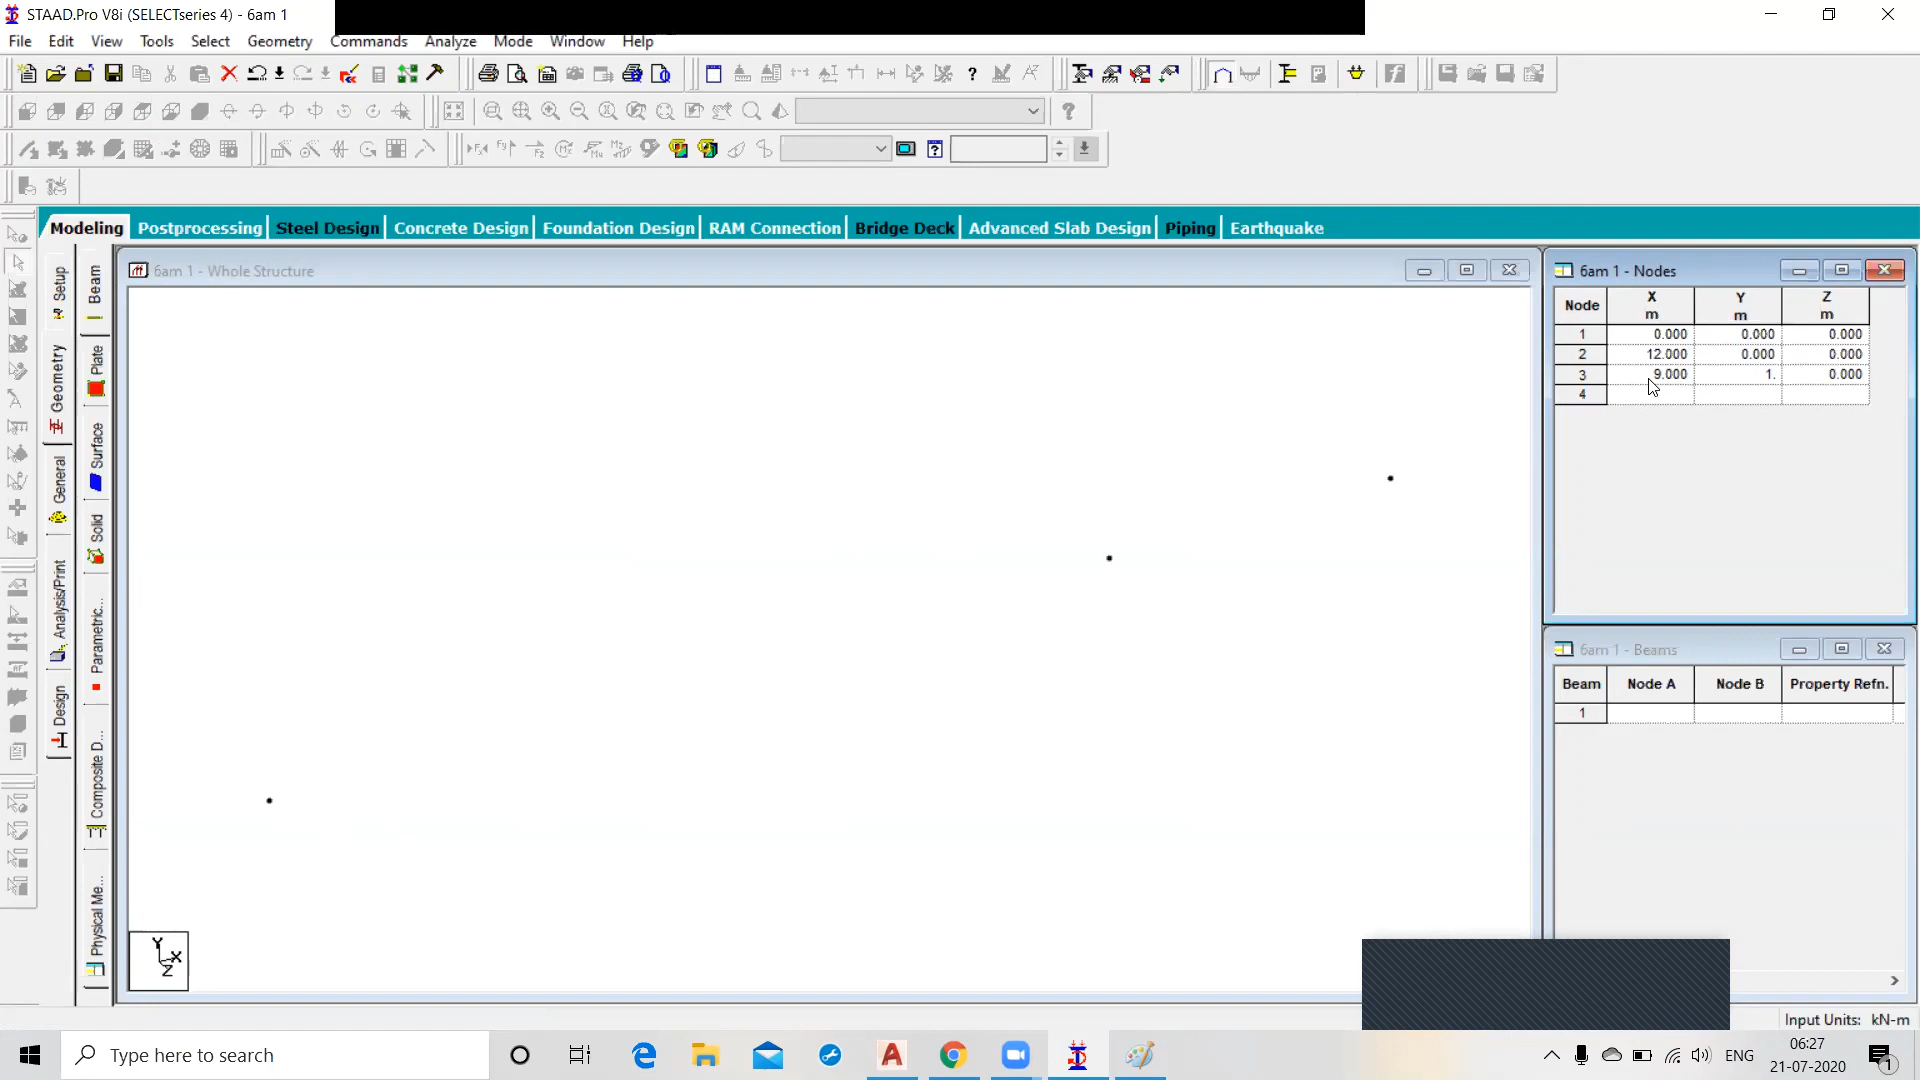 STAAD.Pro V8i (SELECTseries 4) - 6am 1
File Edit View Tools Select Geometry Commands Analyze Mode Window Help
Modeling Postprocessing Steel Design Concrete Design Foundation Design RAM Connection Bridge Deck Advanced Slab Design Piping Earthquake
Setup
Geometry
General
Analysis/Print
Design
Beam
Plate
Surface
Solid
Parametric...
Composite D...
Physical Me...
6am 1 - Whole Structure
Y
X
Z
6am 1 - Nodes
Node X m Y m Z m
1 0.000 0.000 0.000
2 12.000 0.000 0.000
3 9.000 1. 0.000
4
6am 1 - Beams
Beam Node A Node B Property Refn.
1
Input Units: kN-m
Type here to search
ENG
06:27
21-07-2020
1